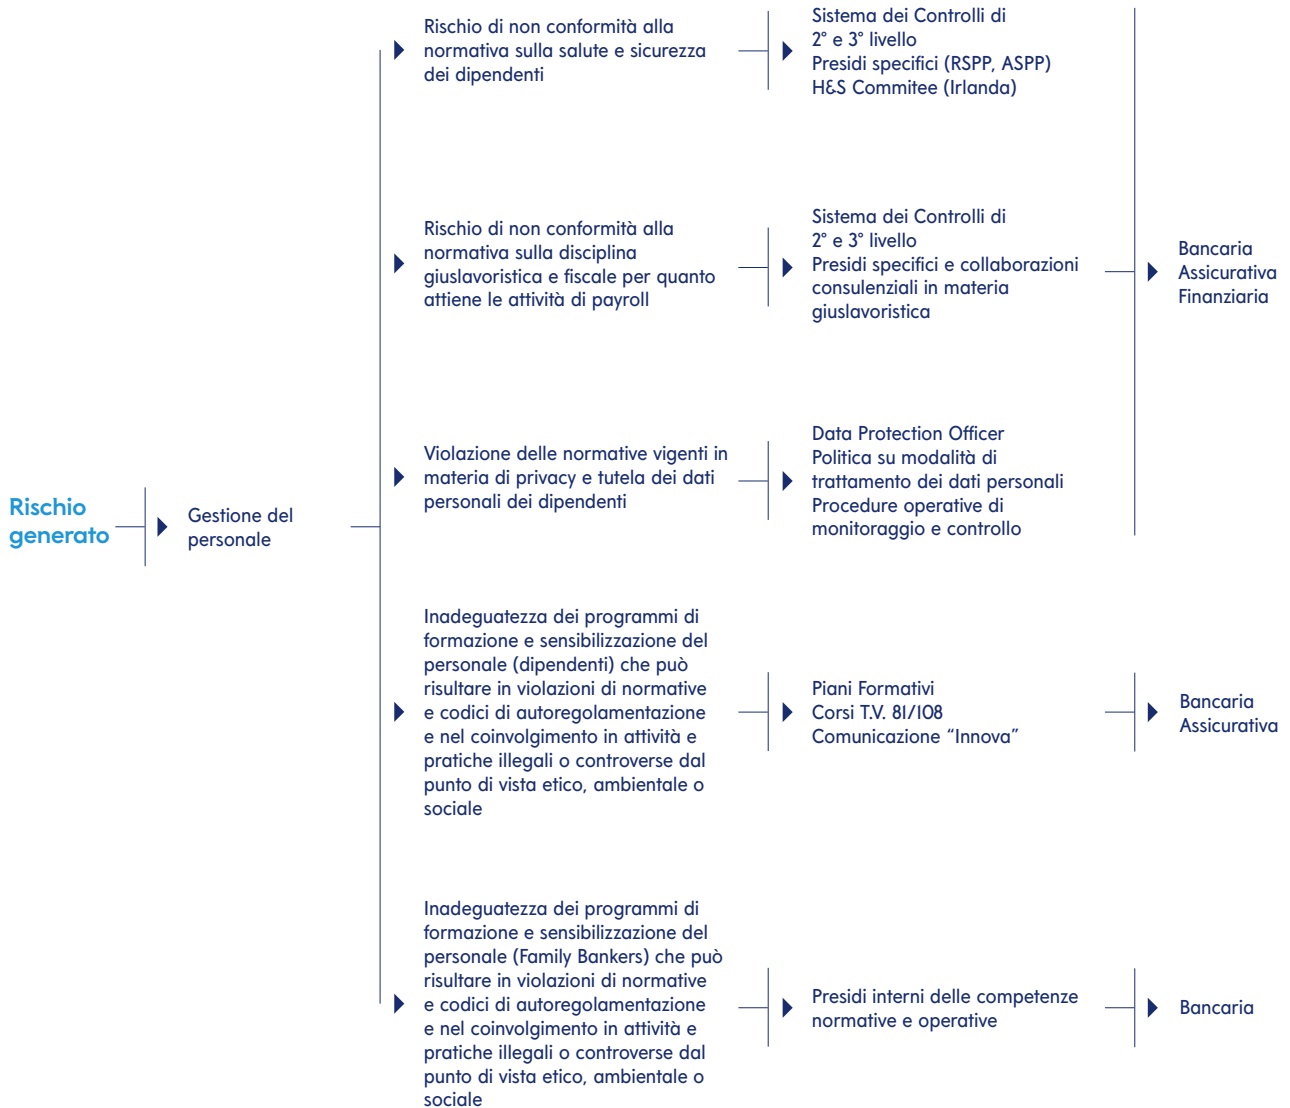 Rischio
generato
Gestione del
personale
Rischio di non conformità alla
normativa sulla salute e sicurezza
dei dipendenti
Sistema dei Controlli di
2° e 3° livello
Presidi specifici (RSPP, ASPP)
H&S Commitee (Irlanda)
Rischio di non conformità alla
normativa sulla disciplina
giuslavoristica e fiscale per quanto
attiene le attività di payroll
Sistema dei Controlli di
2° e 3° livello
Presidi specifici e collaborazioni
consulenziali in materia
giuslavoristica
Violazione delle normative vigenti in
materia di privacy e tutela dei dati
personali dei dipendenti
Data Protection Officer
Politica su modalità di
trattamento dei dati personali
Procedure operative di
monitoraggio e controllo
Bancaria
Assicurativa
Finanziaria
Inadeguatezza dei programmi di
formazione e sensibilizzazione del
personale (dipendenti) che può
risultare in violazioni di normative
e codici di autoregolamentazione
e nel coinvolgimento in attività e
pratiche illegali o controverse dal
punto di vista etico, ambientale o
sociale
Piani Formativi
Corsi T.V. 81/108
Comunicazione “Innova”
Bancaria
Assicurativa
Inadeguatezza dei programmi di
formazione e sensibilizzazione del
personale (Family Bankers) che può
risultare in violazioni di normative
e codici di autoregolamentazione
e nel coinvolgimento in attività e
pratiche illegali o controverse dal
punto di vista etico, ambientale o
sociale
Presidi interni delle competenze
normative e operative
Bancaria